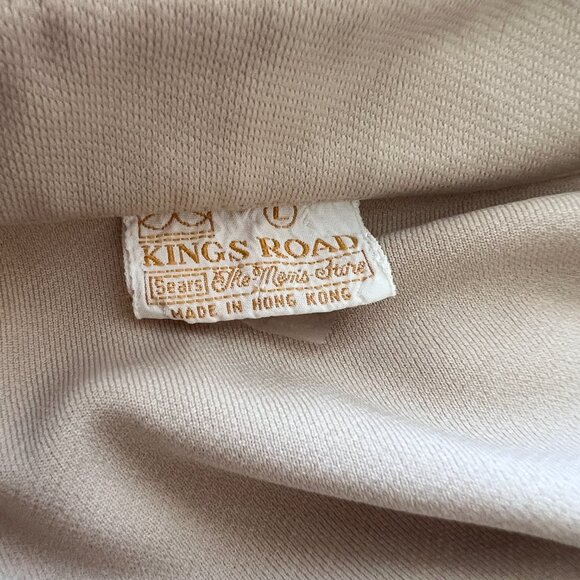 L
KINGS ROAD
Sears The Men's Store
MADE IN HONG KONG